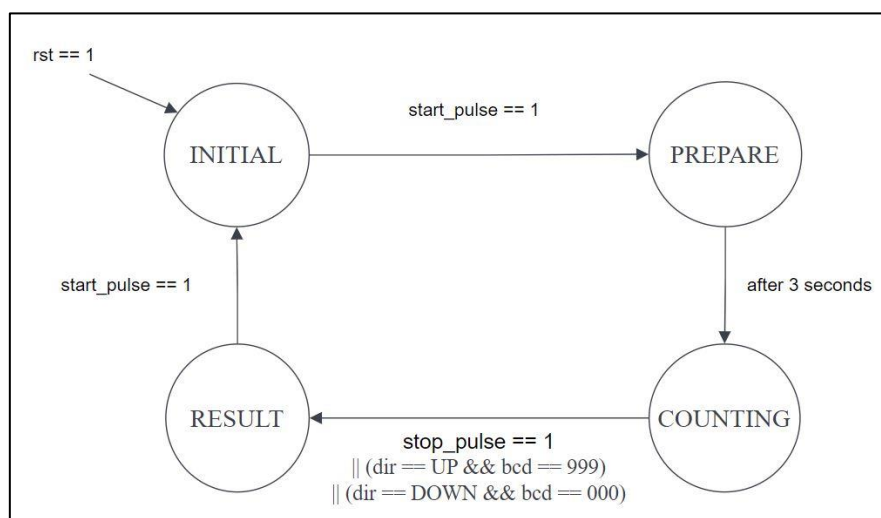 rst == 1
start_pulse == 1
INITIAL
PREPARE
start_pulse == 1
after 3 seconds
RESULT
COUNTING
stop_pulse == 1
|| (dir == UP && bcd == 999)
|| (dir == DOWN && bcd == 000)